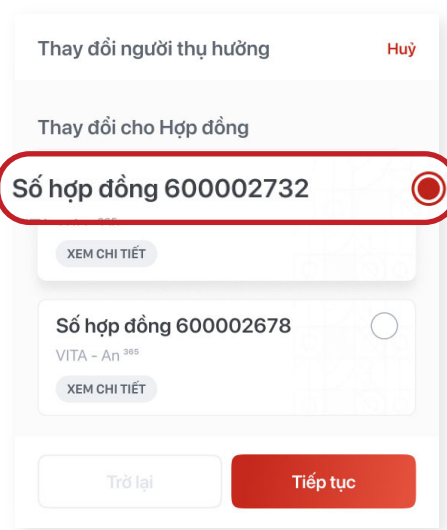 Thay đổi người thụ hưởng
Huỷ
Thay đổi cho Hợp đồng
Số hợp đồng 600002732
XEM CHI TIẾT
Số hợp đồng 600002678
VITA - An 365
XEM CHI TIẾT
Trở lại
Tiếp tục